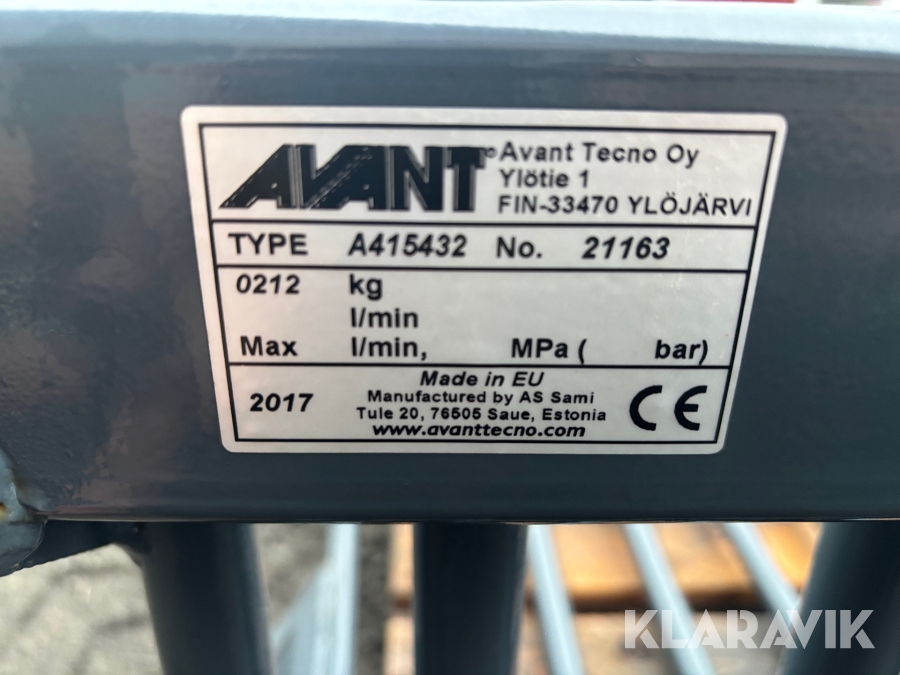 AVANT® Avant Tecno Oy
Ylötie 1
FIN-33470 YLÖJÄRVI
TYPE A415432 No. 21163
0212 kg
l/min
Max l/min, MPa ( bar)
2017 Made in EU
Manufactured by AS Sami
Tule 20, 76505 Saue, Estonia
www.avanttecno.com
CE
KLARAVIK